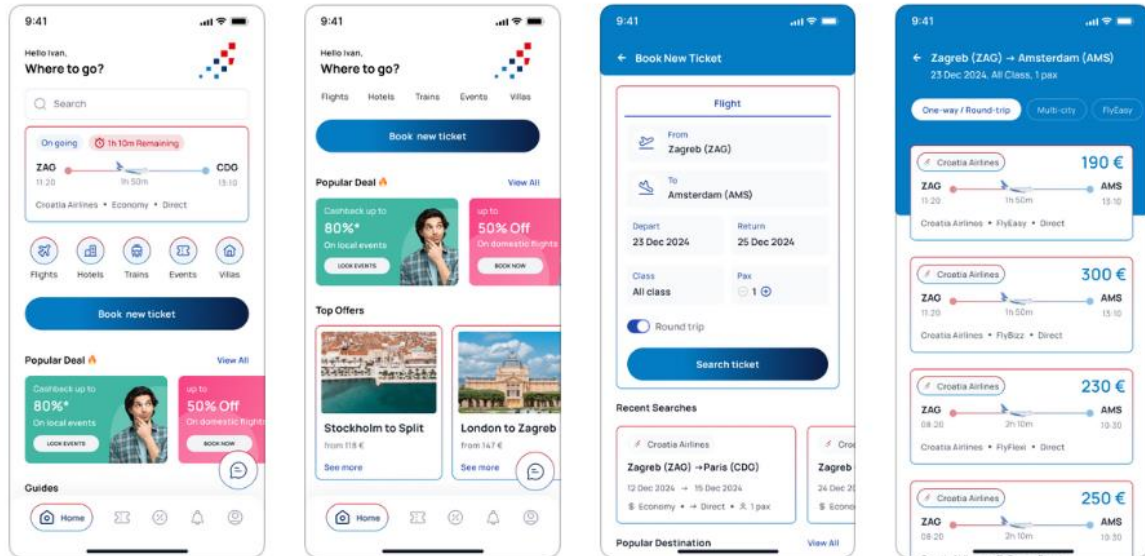 9:41
Hello Ivan,
Where to go?
Search
On going 1h 10m Remaining
ZAG CDG
11:20 1h 50m 13:10
Croatia Airlines • Economy • Direct
Flights Hotels Trains Events Villas
Book new ticket
Popular Deal View All
Cashback up to
80%*
On local events
LOOK EVENTS
up to
50% Off
On domestic flights
BOOK NOW
Guides
Home
9:41
Hello Ivan,
Where to go?
Flights Hotels Trains Events Villas
Book new ticket
Popular Deal View All
Cashback up to
80%*
On local events
LOOK EVENTS
up to
50% Off
On domestic flights
BOOK NOW
Top Offers
Stockholm to Split
from 118 €
See more
London to Zagreb
from 147 €
See more
Home
9:41
← Book New Ticket
Flight
From
Zagreb (ZAG)
To
Amsterdam (AMS)
Depart Return
23 Dec 2024 25 Dec 2024
Class Pax
All class 1
Round trip
Search ticket
Recent Searches
Croatia Airlines
Zagreb (ZAG) → Paris (CDG)
12 Dec 2024 → 15 Dec 2024
$ Economy • → Direct • 1 pax
Croa
Zagreb
24 Dec 20
$ Econo
Popular Destination View All
9:41
← Zagreb (ZAG) → Amsterdam (AMS)
23 Dec 2024, All Class, 1 pax
One-way / Round-trip Multi-city FlyEasy
Croatia Airlines 190 €
ZAG AMS
11:20 1h 50m 13:10
Croatia Airlines • FlyEasy • Direct
Croatia Airlines 300 €
ZAG AMS
11:20 1h 50m 13:10
Croatia Airlines • FlyBizz • Direct
Croatia Airlines 230 €
ZAG AMS
08:20 2h 10m 10:30
Croatia Airlines • FlyFlexi • Direct
Croatia Airlines 250 €
ZAG AMS
08:20 2h 10m 10:30